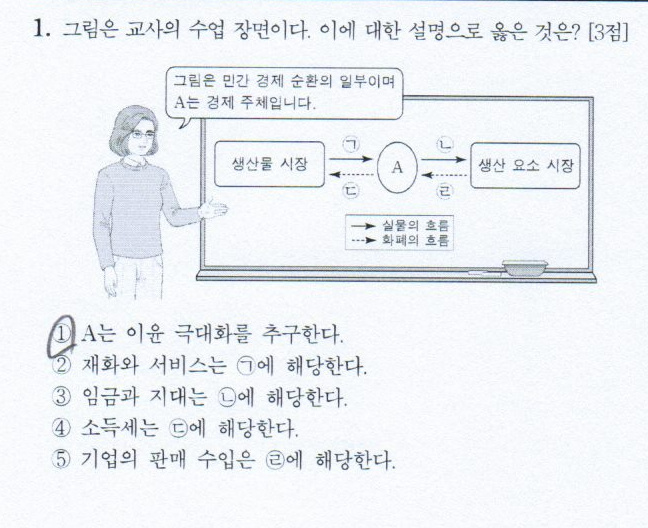 1. 그림은 교사의 수업 장면이다. 이에 대한 설명으로 옳은 것은? [3점]
그림은 민간 경제 순환의 일부이며
A는 경제 주체입니다.
생산물 시장
㉠
㉢
A
㉡
㉣
생산 요소 시장
실물의 흐름
화폐의 흐름
① A는 이윤 극대화를 추구한다.
② 재화와 서비스는 ㉠에 해당한다.
③ 임금과 지대는 ㉡에 해당한다.
④ 소득세는 ㉢에 해당한다.
⑤ 기업의 판매 수입은 ㉣에 해당한다.